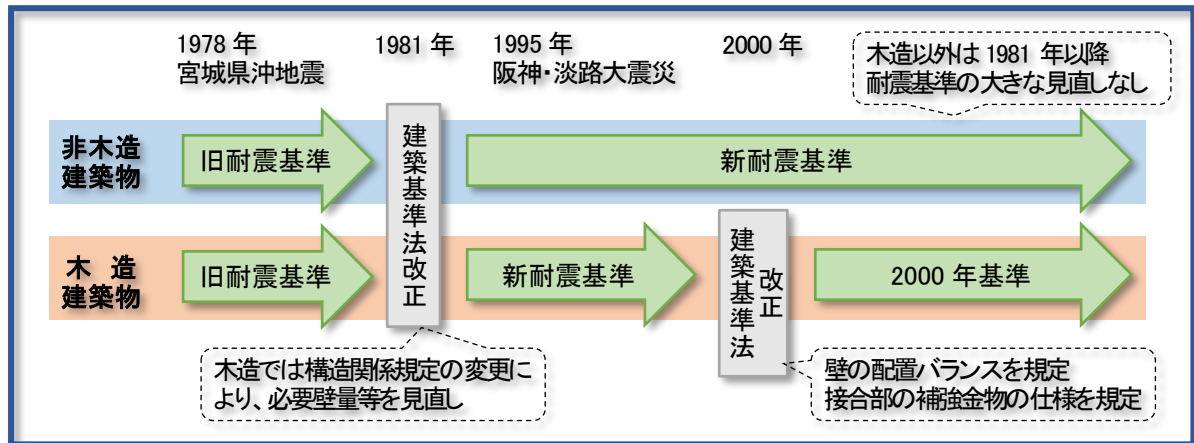 1978 年
宮城県沖地震
1981 年
1995 年
阪神・淡路大震災
2000 年
木造以外は 1981 年以降
耐震基準の大きな見直しなし
非木造
建築物
旧耐震基準
建築基準法改正
新耐震基準
木 造
建築物
旧耐震基準
新耐震基準
建築基準法
改正
2000 年基準
木造では構造関係規定の変更に
より、必要壁量等を見直し
壁の配置バランスを規定
接合部の補強金物の仕様を規定